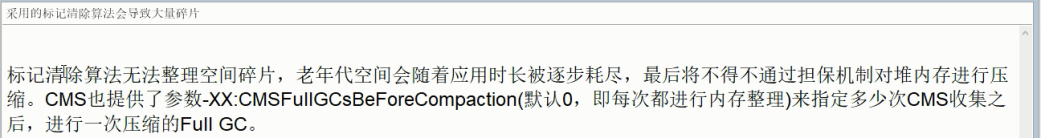 采用的标记清除算法会导致大量碎片
标记清除算法无法整理空间碎片，老年代空间会随着应用时长被逐步耗尽，最后将不得不通过担保机制对堆内存进行压
缩。CMS也提供了参数-XX:CMSFullGCsBeForeCompaction(默认0，即每次都进行内存整理)来指定多少次CMS收集之
后，进行一次压缩的Full GC。